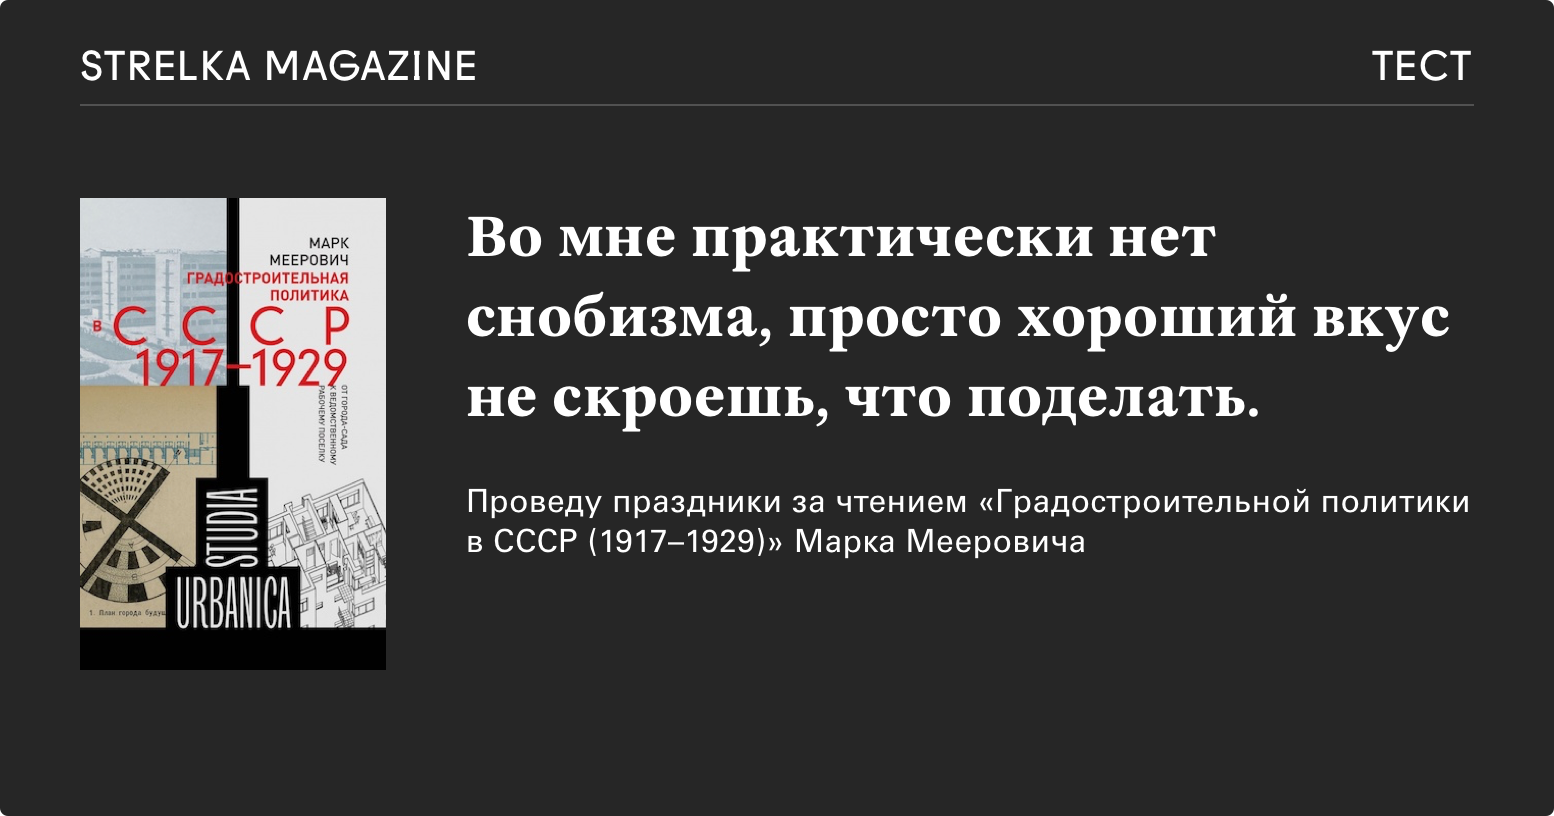 STRELKA MAGAZINE
ТЕСТ
МАРК
МЕЕРОВИЧ
ГРАДОСТРОИТЕЛЬНАЯ
ПОЛИТИКА
В СССР
1917–1929
ОТ ГОРОДА-САДА
К ВЕДОМСТВЕННОМУ
РАБОЧЕМУ ПОСЕЛКУ
STUDIA
URBANICA
1. План города будущ
Во мне практически нет
снобизма, просто хороший вкус
не скроешь, что поделать.
Проведу праздники за чтением «Градостроительной политики
в СССР (1917–1929)» Марка Мееровича